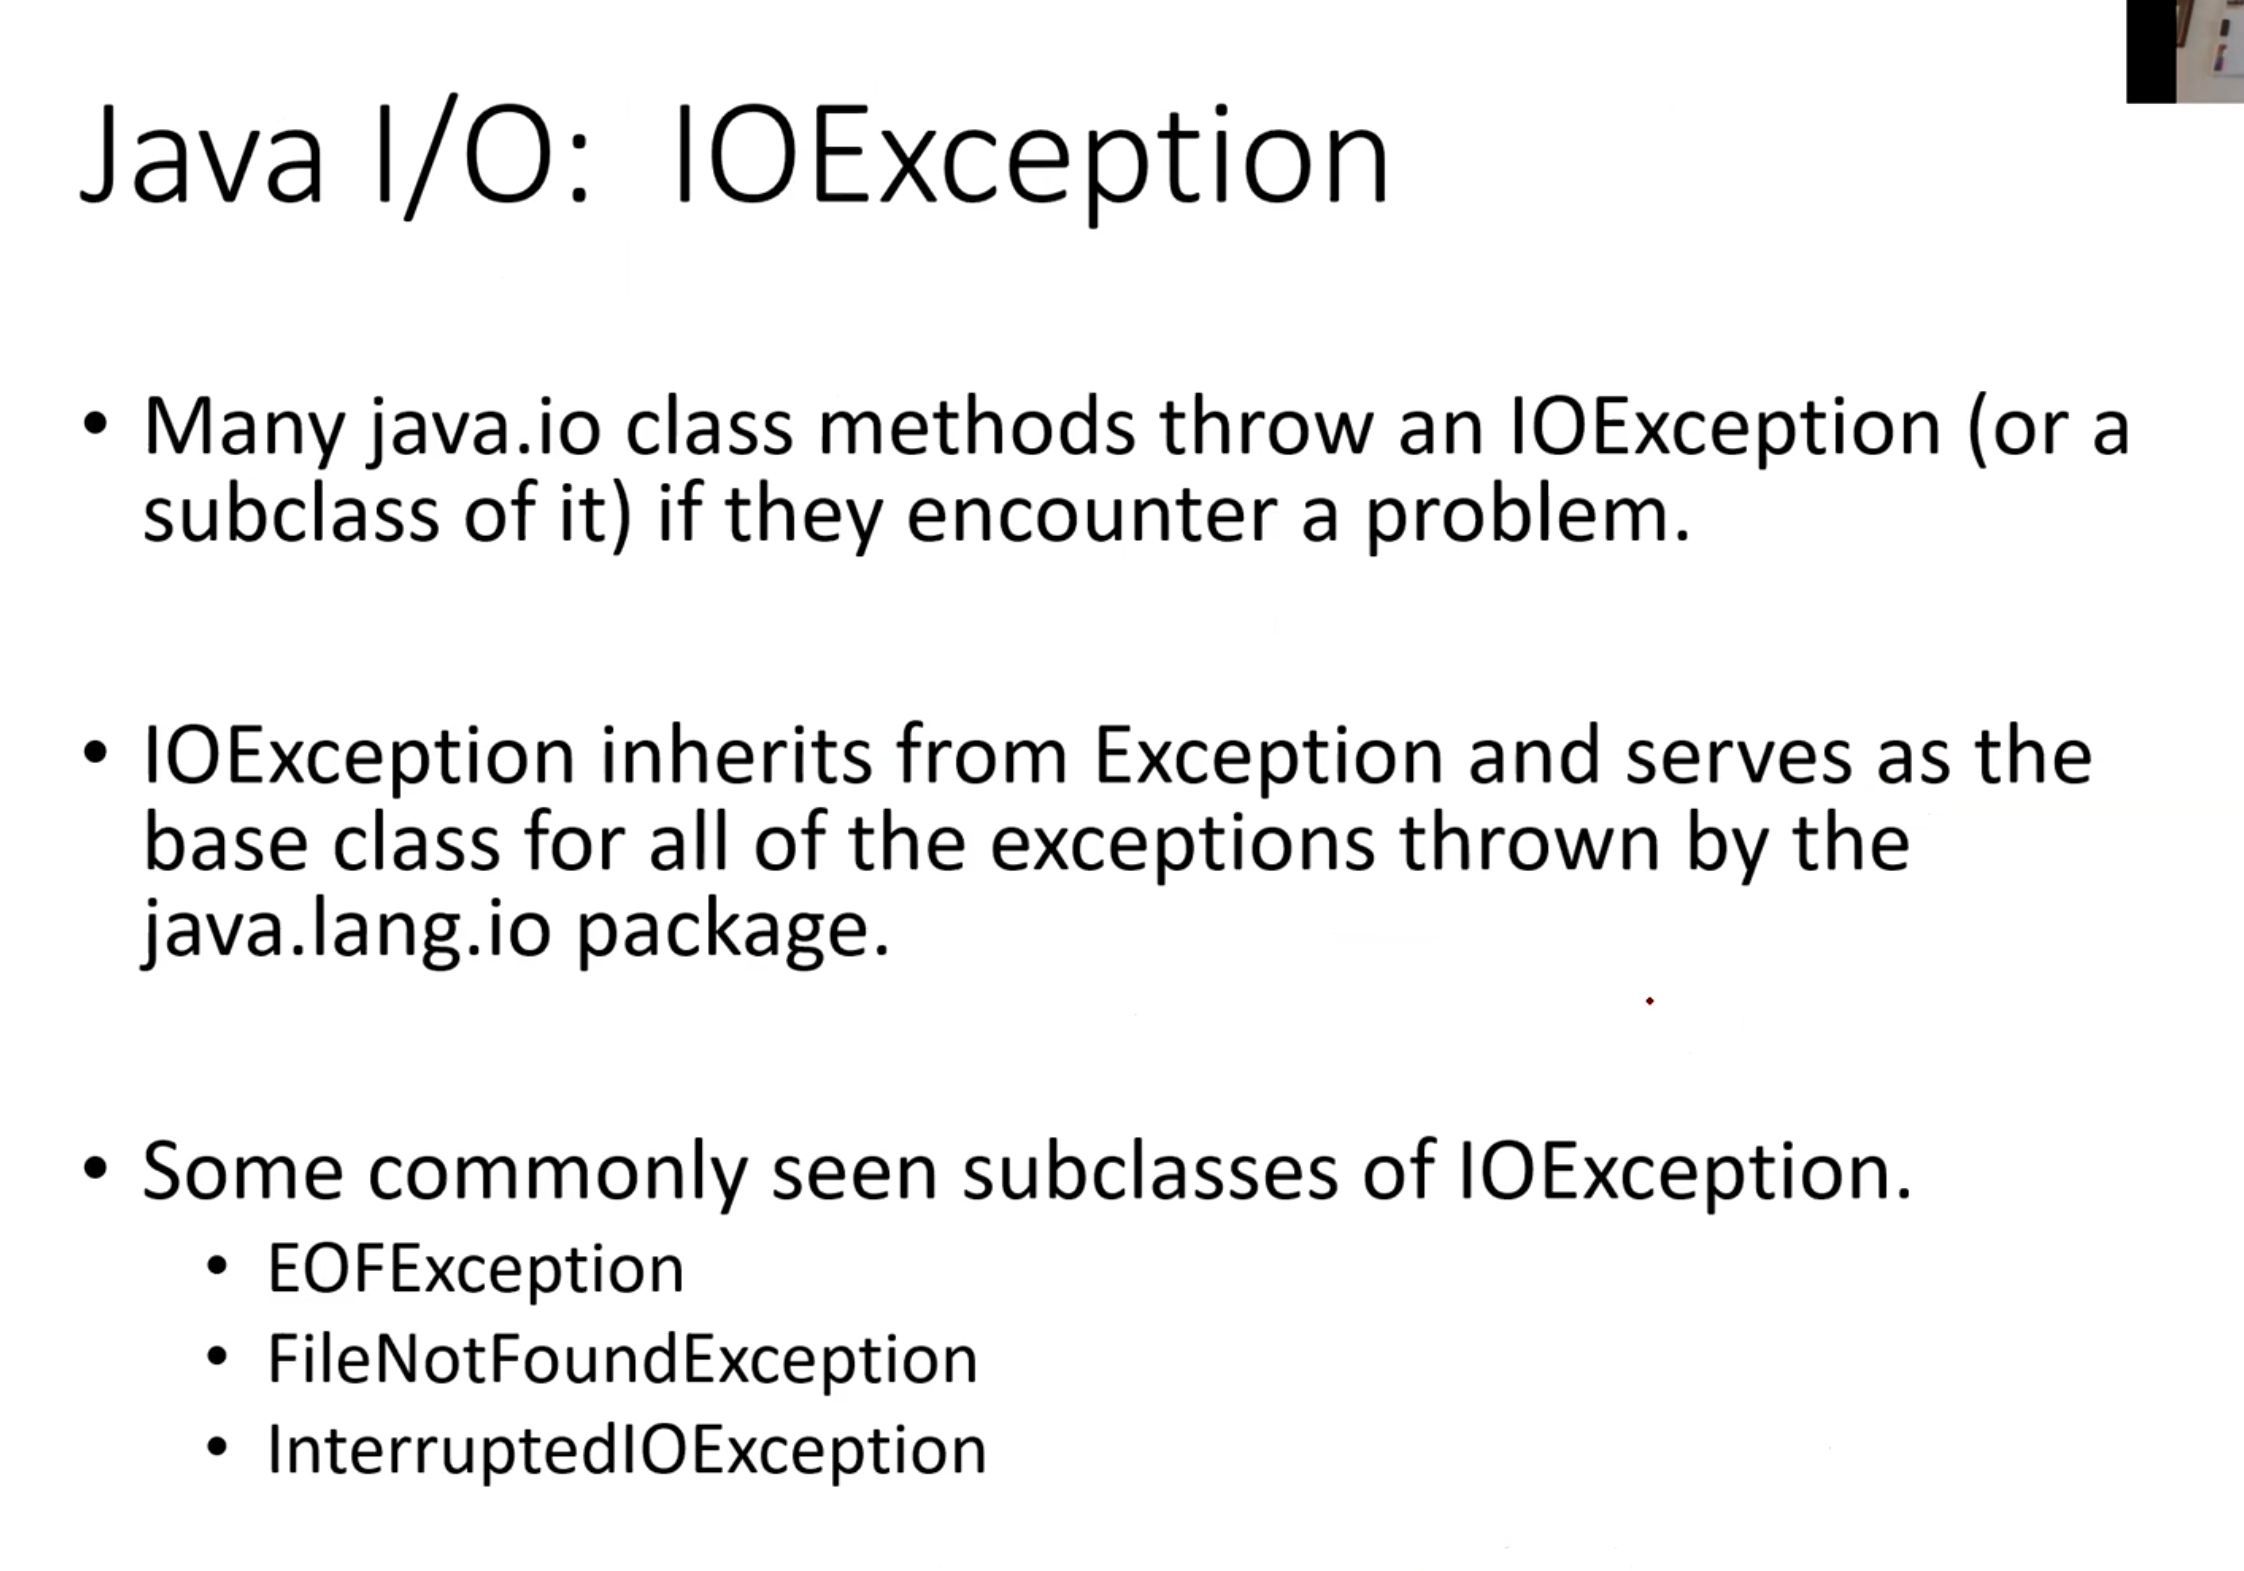 Java I/O:  IOException
• Many java.io class methods throw an IOException (or a
subclass of it) if they encounter a problem.
• IOException inherits from Exception and serves as the
base class for all of the exceptions thrown by the
java.lang.io package.
• Some commonly seen subclasses of IOException.
• EOFException
• FileNotFoundException
• InterruptedIOException